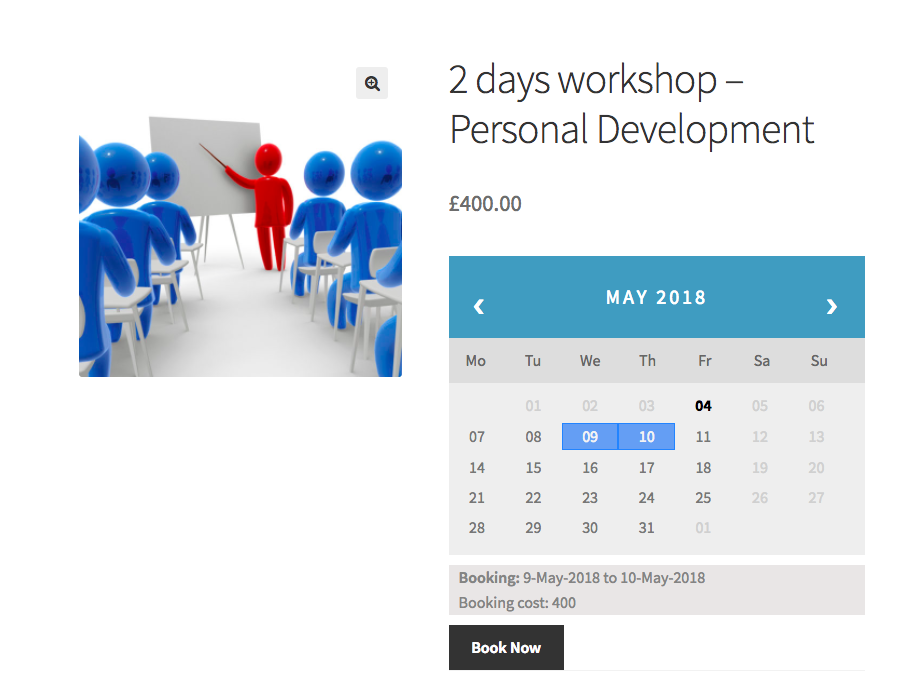 2 days workshop –
Personal Development
£400.00
‹ MAY 2018 ›
Mo Tu We Th Fr Sa Su
01 02 03 04 05 06
07 08 09 10 11 12 13
14 15 16 17 18 19 20
21 22 23 24 25 26 27
28 29 30 31 01
Booking: 9-May-2018 to 10-May-2018
Booking cost: 400
Book Now